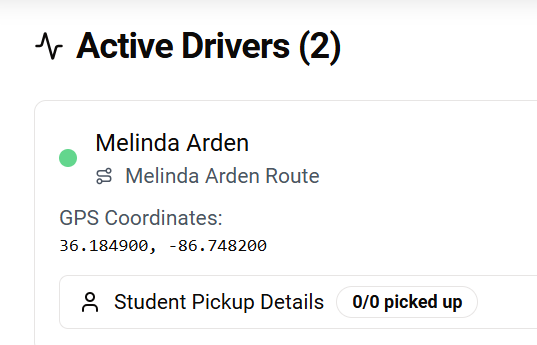 Active Drivers (2)
Melinda Arden
Melinda Arden Route
GPS Coordinates:
36.184900, -86.748200
Student Pickup Details 0/0 picked up